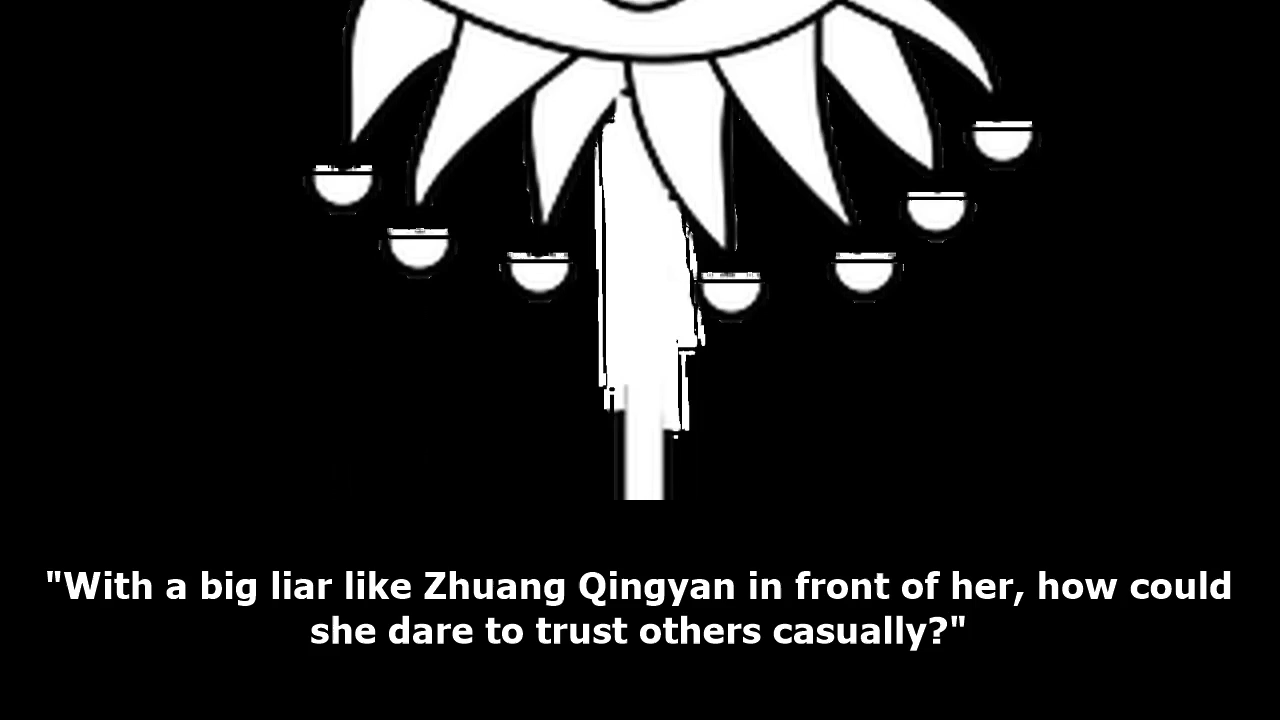 "With a big liar like Zhuang Qingyan in front of her, how could
she dare to trust others casually?"